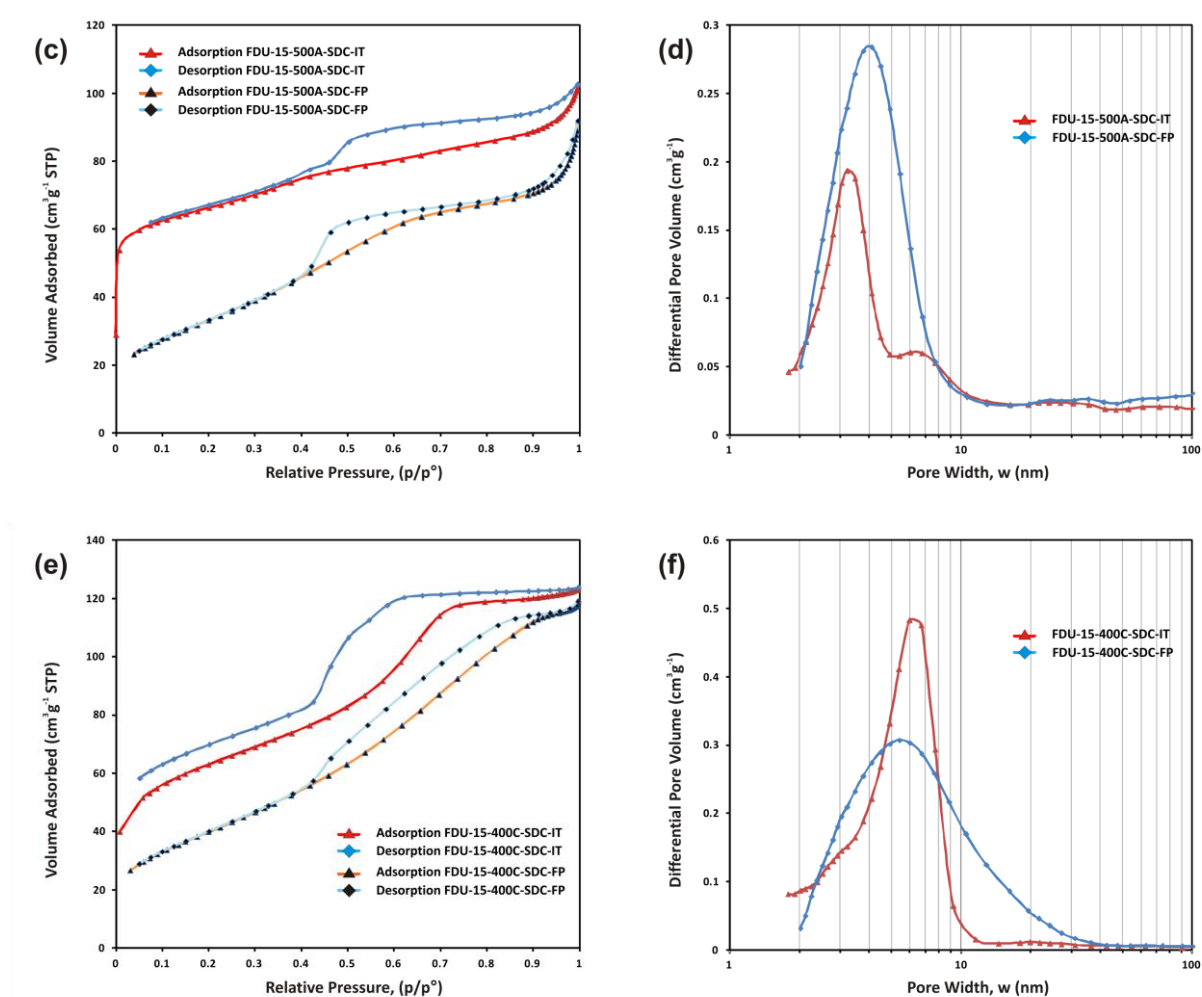 (c)
Adsorption FDU-15-500A-SDC-IT
Desorption FDU-15-500A-SDC-IT
Adsorption FDU-15-500A-SDC-FP
Desorption FDU-15-500A-SDC-FP
Volume Adsorbed (cm³g⁻¹ STP)
120
100
80
60
40
20
0
0 0.1 0.2 0.3 0.4 0.5 0.6 0.7 0.8 0.9 1
Relative Pressure, (p/p°)
(d)
FDU-15-500A-SDC-IT
FDU-15-500A-SDC-FP
Differential Pore Volume (cm³g⁻¹)
0.3
0.25
0.2
0.15
0.1
0.05
0
1 10 100
Pore Width, w (nm)
(e)
Volume Adsorbed (cm³g⁻¹ STP)
140
120
100
80
60
40
20
0
Adsorption FDU-15-400C-SDC-IT
Desorption FDU-15-400C-SDC-IT
Adsorption FDU-15-400C-SDC-FP
Desorption FDU-15-400C-SDC-FP
0 0.1 0.2 0.3 0.4 0.5 0.6 0.7 0.8 0.9 1
Relative Pressure, (p/p°)
(f)
FDU-15-400C-SDC-IT
FDU-15-400C-SDC-FP
Differential Pore Volume (cm³g⁻¹)
0.6
0.5
0.4
0.3
0.2
0.1
0
1 10 100
Pore Width, w (nm)